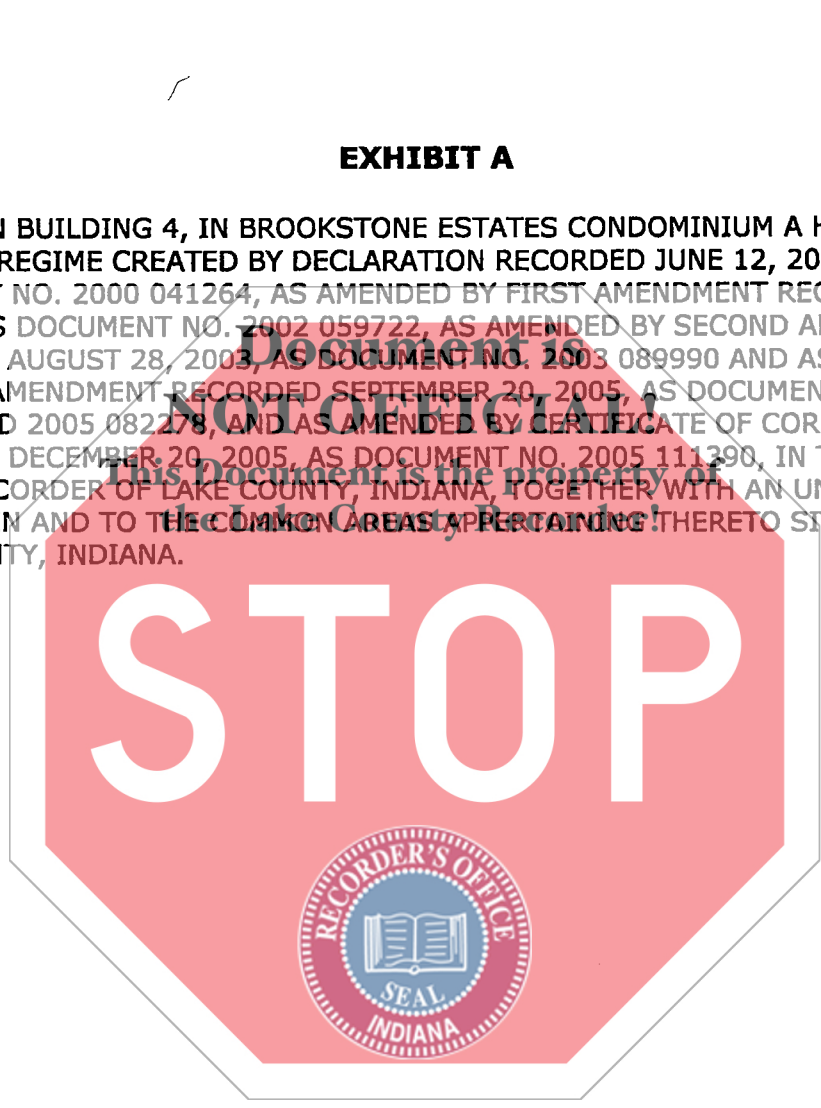 EXHIBIT A
N BUILDING 4, IN BROOKSTONE ESTATES CONDOMINIUM A H
REGIME CREATED BY DECLARATION RECORDED JUNE 12, 20
NO. 2000 041264, AS AMENDED BY FIRST AMENDMENT REC
S DOCUMENT NO. 2002 059722, AS AMENDED BY SECOND A
AUGUST 28, 2003, AS DOCUMENT NO. 2003 089990 AND AS
AMENDMENT RECORDED SEPTEMBER 20, 2005, AS DOCUMEN
D 2005 082278, AND AS AMENDED BY CERTIFICATE OF COR
DECEMBER 20, 2005, AS DOCUMENT NO. 2005 111390, IN T
CORDER OF LAKE COUNTY, INDIANA, TOGETHER WITH AN UN
N AND TO THE COMMON AREAS APPERTAINING THERETO SI
TY, INDIANA.
Document is
NOT OFFICIAL!
This Document is the property of
the Lake County Recorder!
STOP
RECORDER'S OFFICE
SEAL
INDIANA